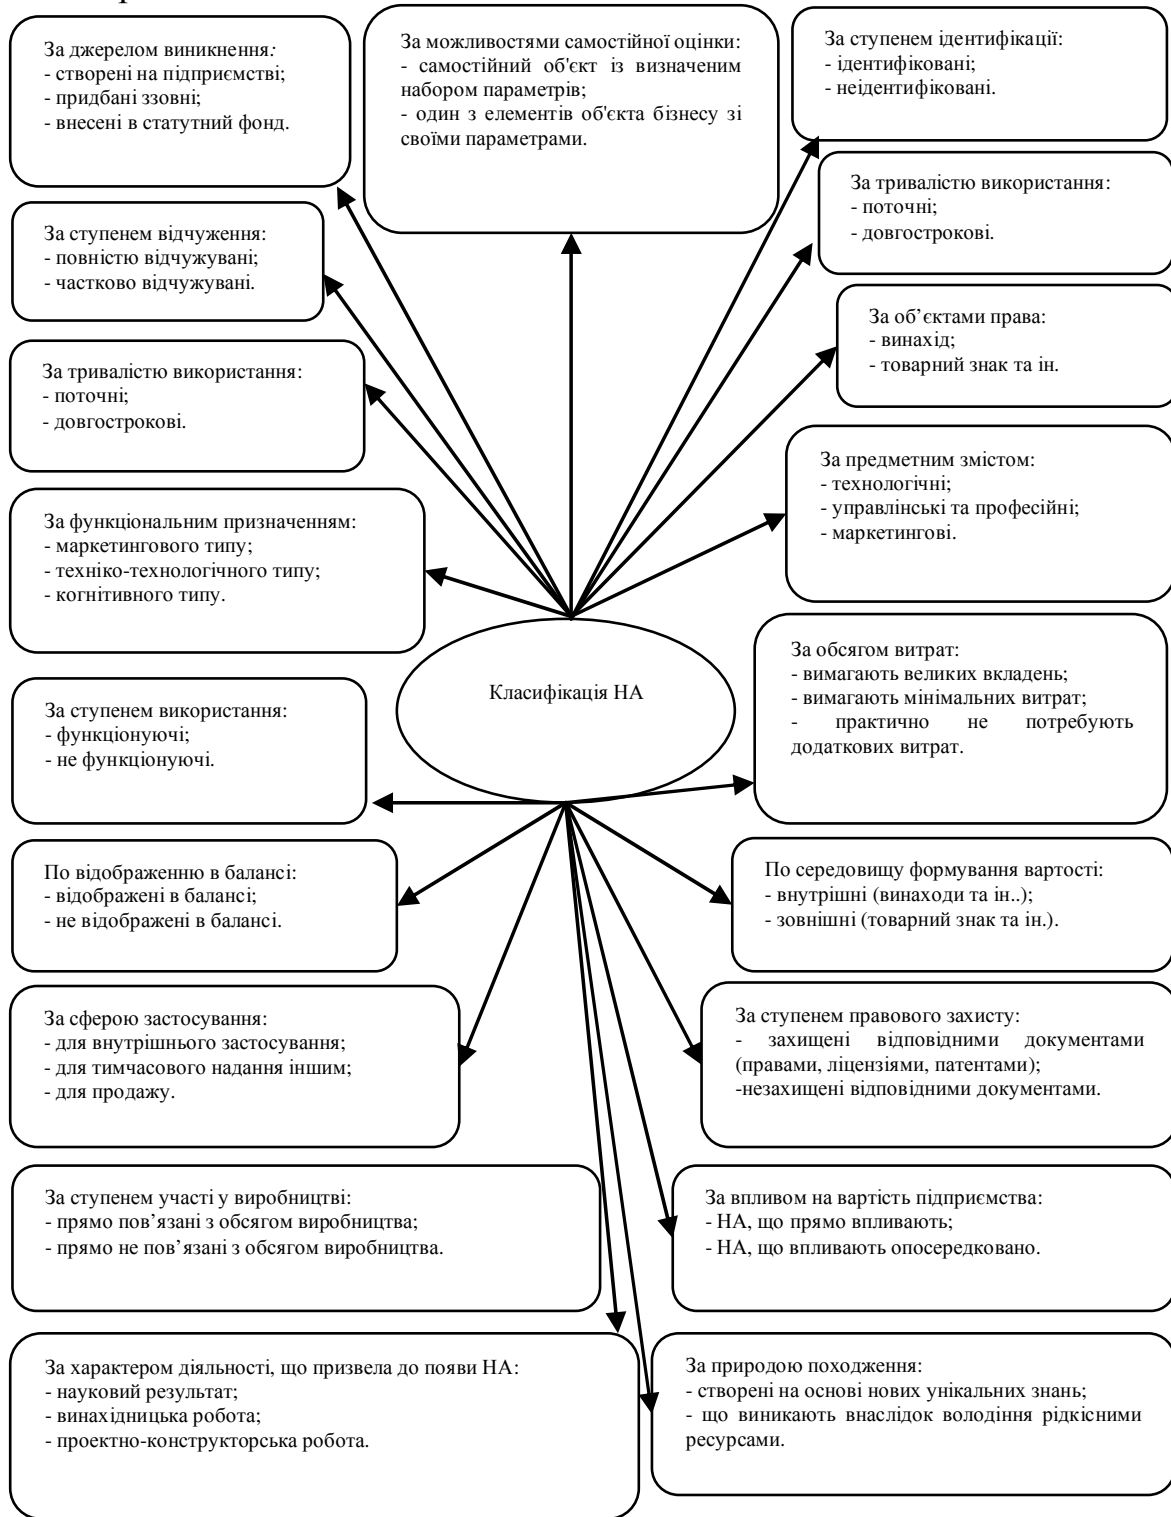 За джерелом виникнення:
- створені на підприємстві;
- придбані ззовні;
- внесені в статутний фонд.
За можливостями самостійної оцінки:
- самостійний об'єкт із визначеним
набором параметрів;
- один з елементів об'єкта бізнесу зі
своїми параметрами.
За ступенем ідентифікації:
- ідентифіковані;
- неідентифіковані.
За ступенем відчуження:
- повністю відчужувані;
- частково відчужувані.
За тривалістю використання:
- поточні;
- довгострокові.
За об’єктами права:
- винахід;
- товарний знак та ін.
За тривалістю використання:
- поточні;
- довгострокові.
За предметним змістом:
- технологічні;
- управлінські та професійні;
- маркетингові.
За функціональним призначенням:
- маркетингового типу;
- техніко-технологічного типу;
- когнітивного типу.
Класифікація НА
За обсягом витрат:
- вимагають великих вкладень;
- вимагають мінімальних витрат;
- практично не потребують
додаткових витрат.
За ступенем використання:
- функціонуючі;
- не функціонуючі.
По відображенню в балансі:
- відображені в балансі;
- не відображені в балансі.
По середовищу формування вартості:
- внутрішні (винаходи та ін..);
- зовнішні (товарний знак та ін.).
За сферою застосування:
- для внутрішнього застосування;
- для тимчасового надання іншим;
- для продажу.
За ступенем правового захисту:
- захищені відповідними документами
(правами, ліцензіями, патентами);
-незахищені відповідними документами.
За ступенем участі у виробництві:
- прямо пов’язані з обсягом виробництва;
- прямо не пов’язані з обсягом виробництва.
За впливом на вартість підприємства:
- НА, що прямо впливають;
- НА, що впливають опосередковано.
За характером діяльності, що призвела до появи НА:
- науковий результат;
- винахідницька робота;
- проектно-конструкторська робота.
За природою походження:
- створені на основі нових унікальних знань;
- що виникають внаслідок володіння рідкісними
ресурсами.